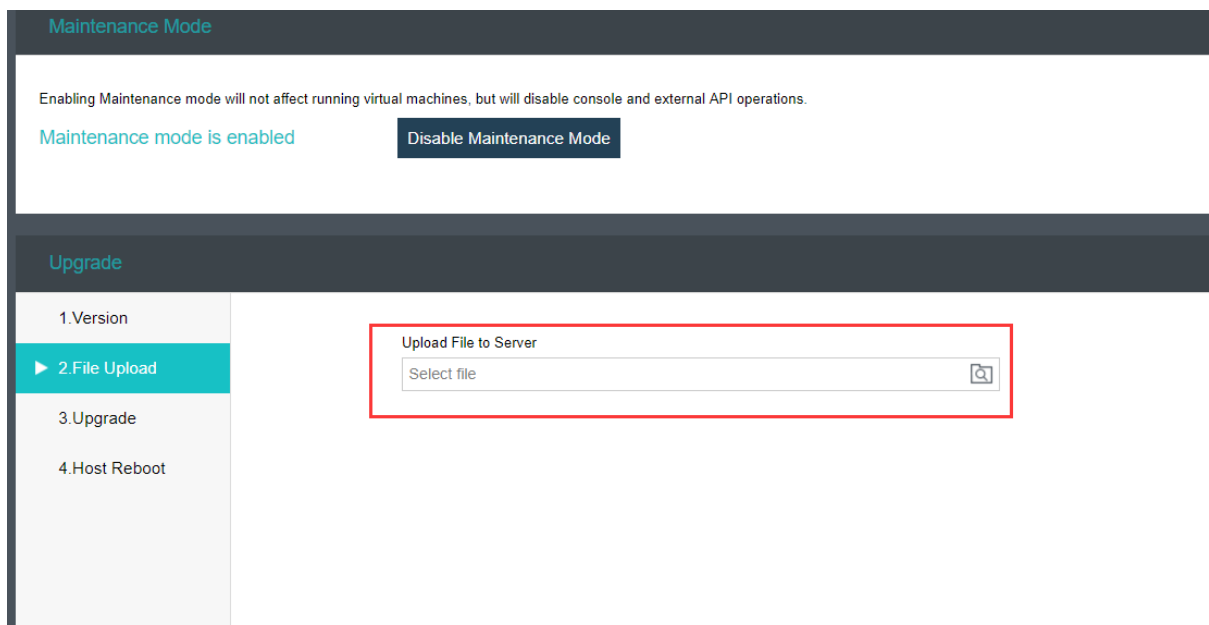 Maintenance Mode
Enabling Maintenance mode will not affect running virtual machines, but will disable console and external API operations.
Maintenance mode is enabled
Disable Maintenance Mode
Upgrade
1.Version
2.File Upload
3.Upgrade
4.Host Reboot
Upload File to Server
Select file